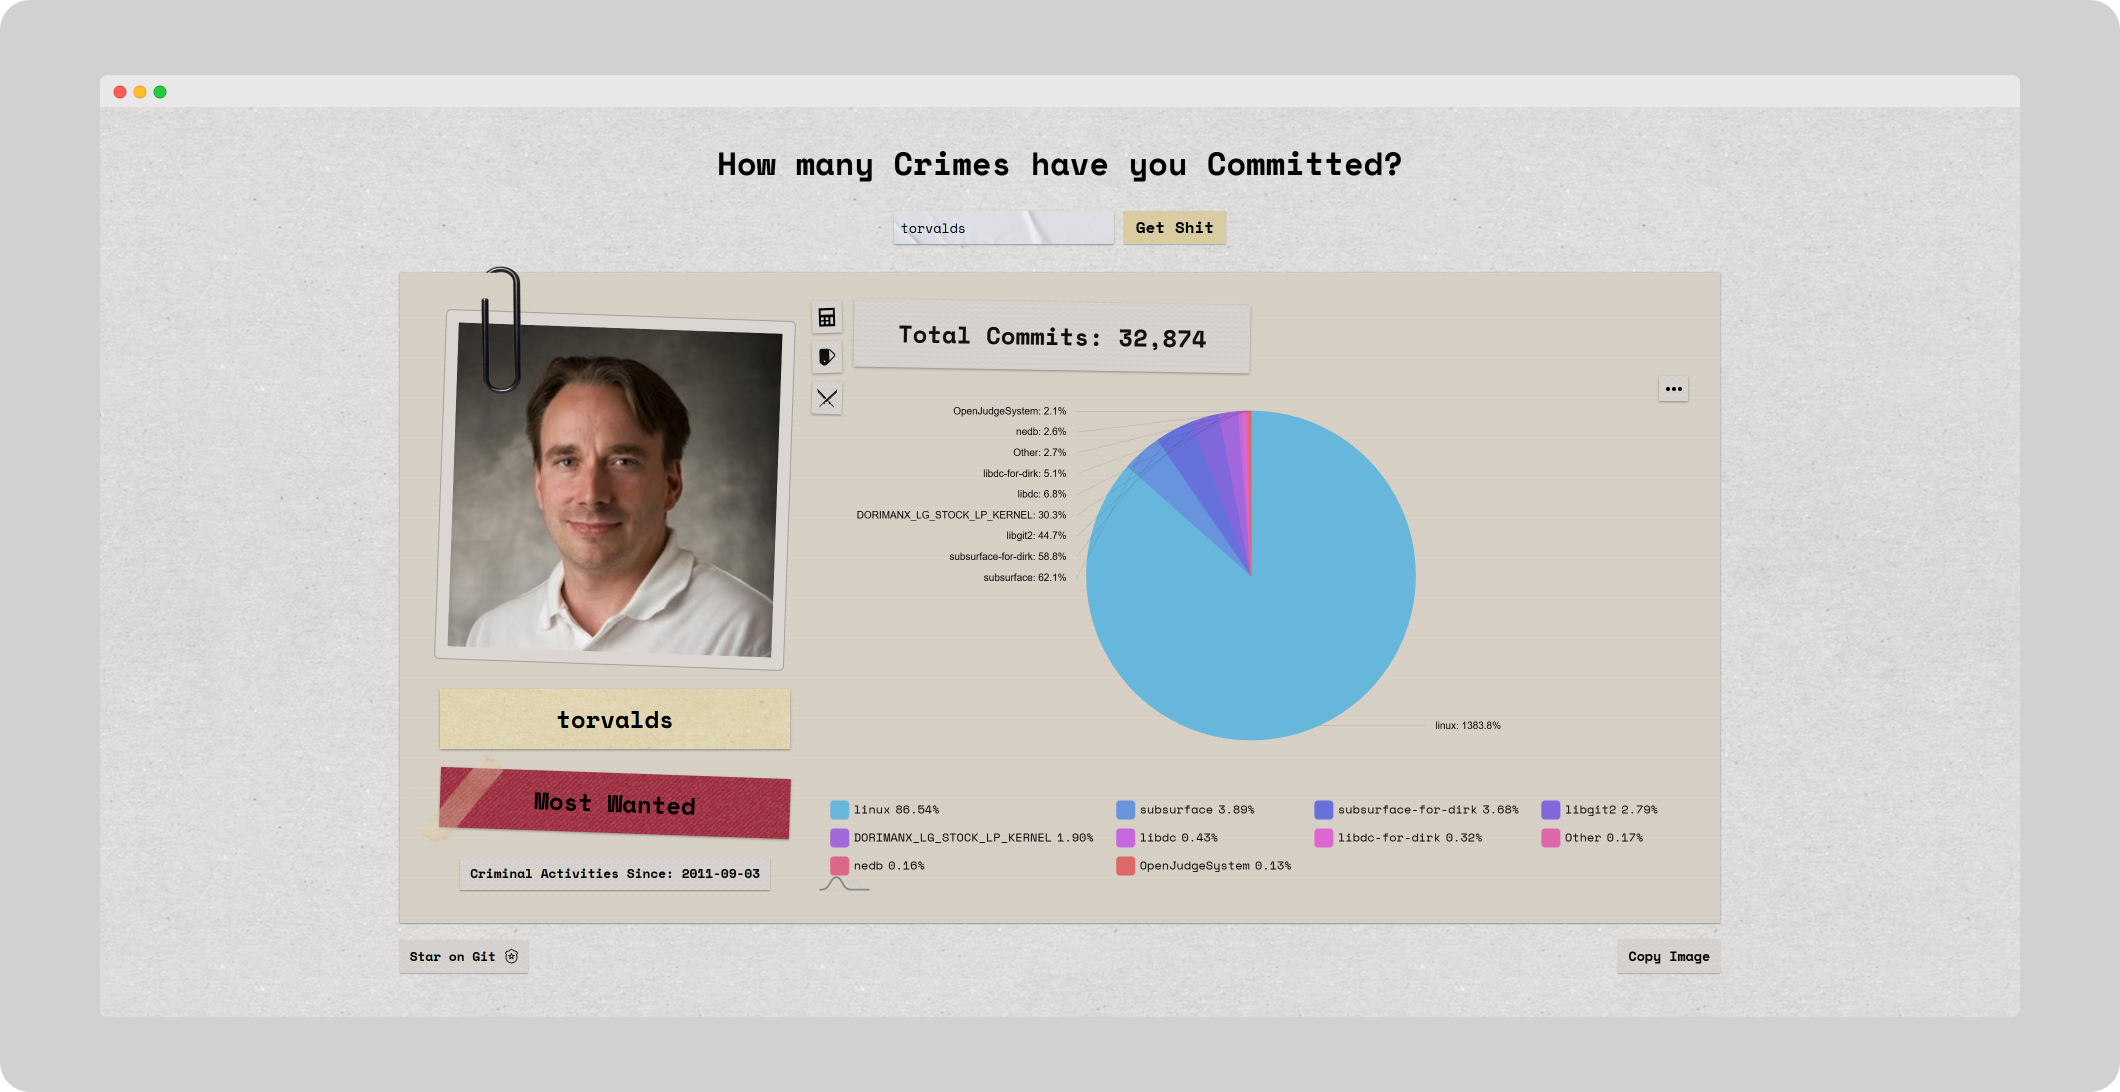 How many Crimes have you Committed?
torvalds
Get Shit
Total Commits: 32,874
OpenJudgeSystem: 2.1%
nedb: 2.6%
Other: 2.7%
libdc-for-dirk: 5.1%
libdc: 6.8%
DORIMANX_LG_STOCK_LP_KERNEL: 30.3%
libgit2: 44.7%
subsurface-for-dirk: 58.8%
subsurface: 62.1%
linux: 1383.8%
torvalds
Most Wanted
Criminal Activities Since: 2011-09-03
linux 86.54%
subsurface 3.89%
subsurface-for-dirk 3.68%
libgit2 2.79%
DORIMANX_LG_STOCK_LP_KERNEL 1.90%
libdc 0.43%
libdc-for-dirk 0.32%
Other 0.17%
nedb 0.16%
OpenJudgeSystem 0.13%
Star on Git
Copy Image